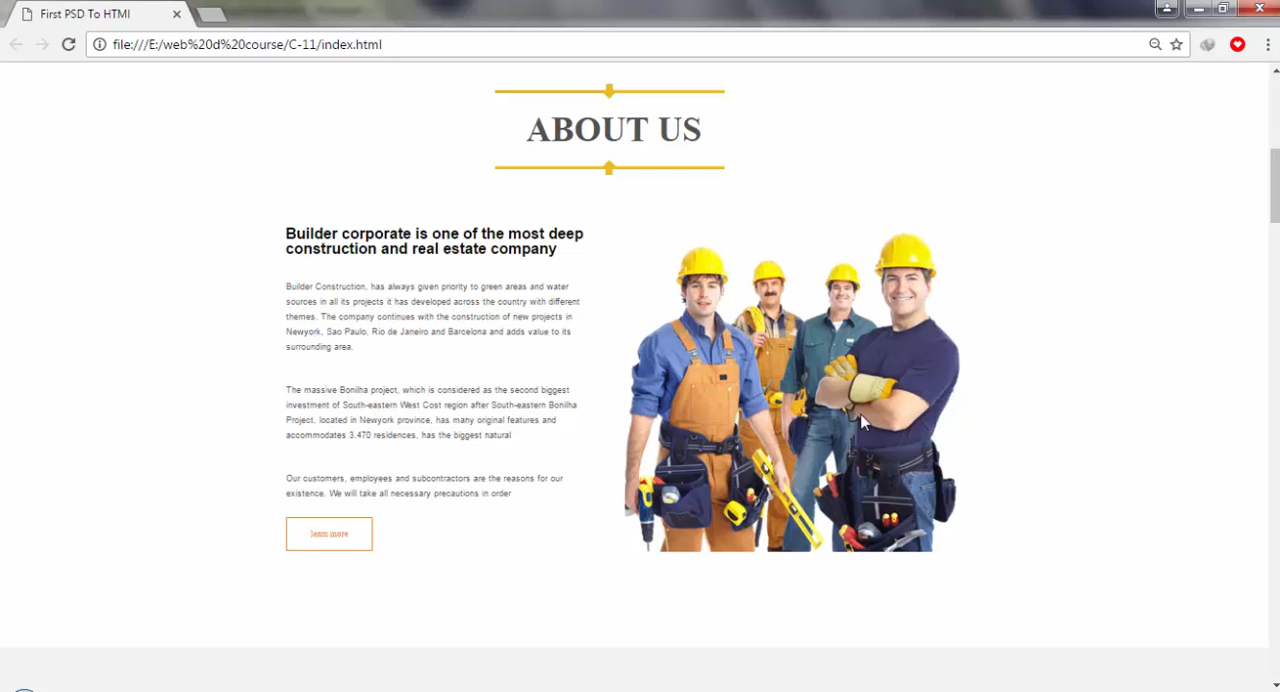 First PSD To HTMl
file:///E:/web%20d%20course/C-11/index.html
ABOUT US
Builder corporate is one of the most deep
construction and real estate company
Builder Construction, has always given priority to green areas and water
sources in all its projects it has developed across the country with different
themes. The company continues with the construction of new projects in
Newyork, Sao Paulo, Rio de Janeiro and Barcelona and adds value to its
surrounding area.
The massive Bonilha project, which is considered as the second biggest
investment of South-eastern West Cost region after South-eastern Bonilha
Project, located in Newyork province, has many original features and
accommodates 3.470 residences, has the biggest natural
Our customers, employees and subcontractors are the reasons for our
existence. We will take all necessary precautions in order
learn more